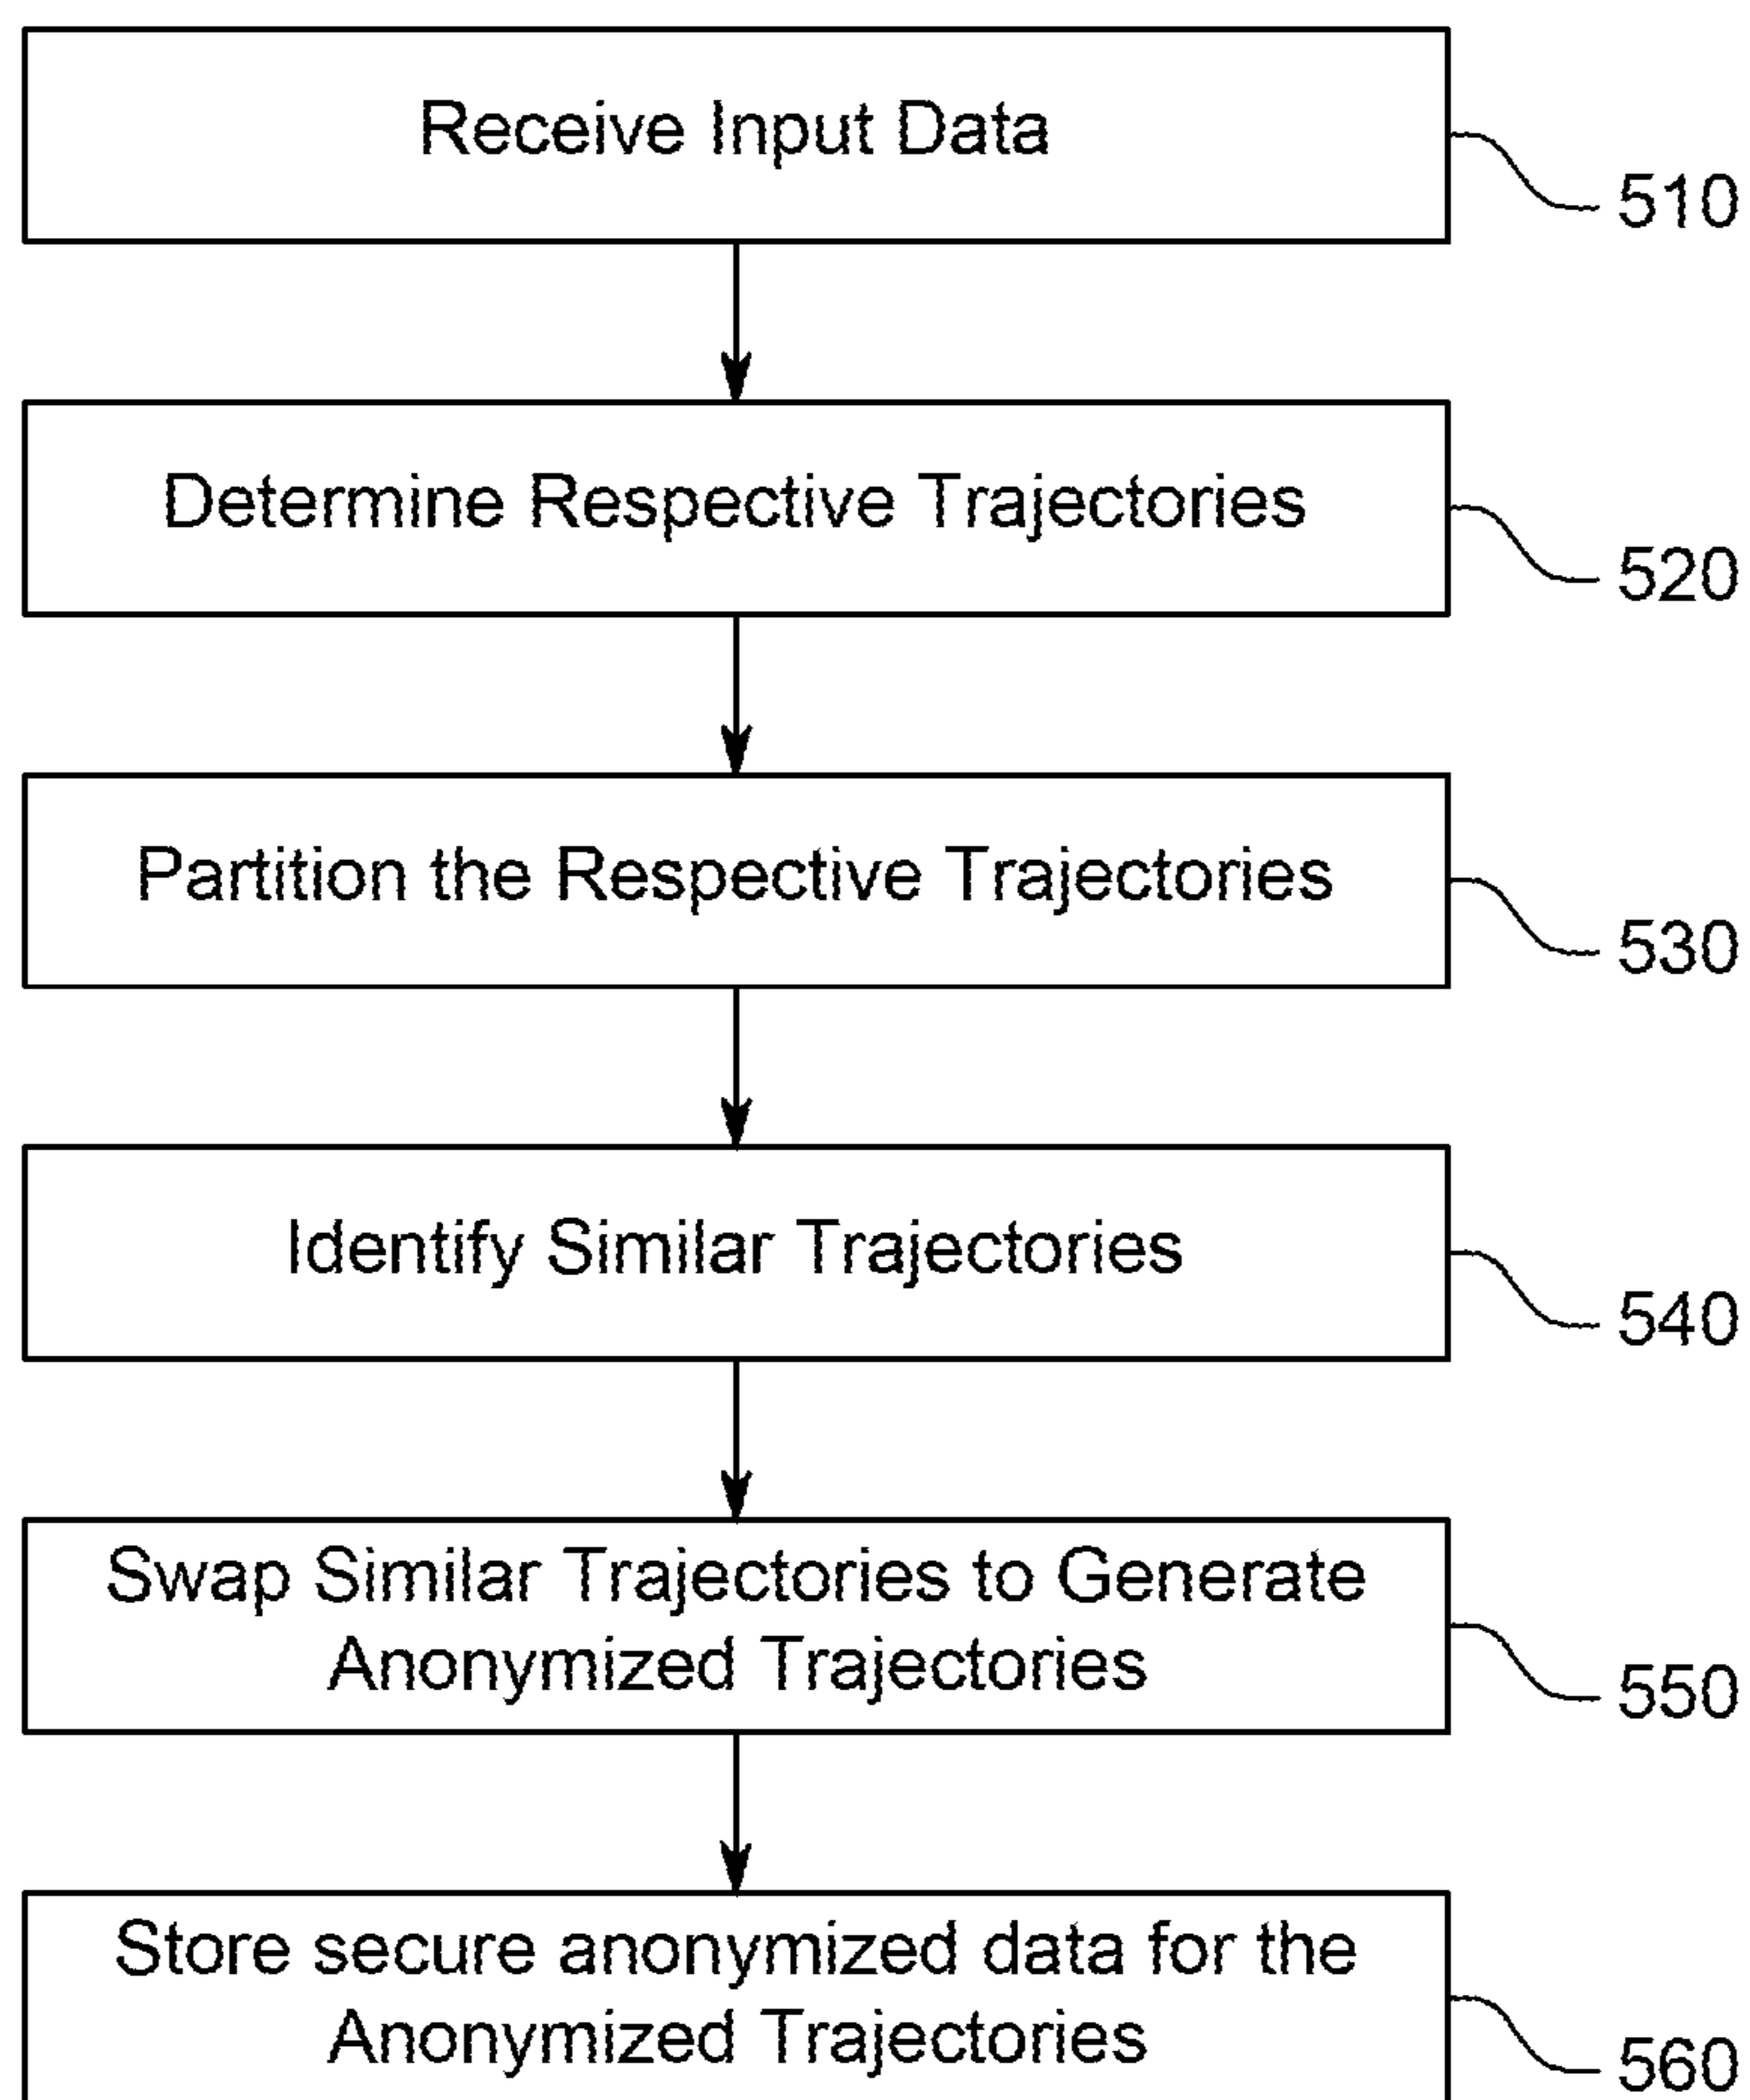 Receive Input Data
510
Determine Respective Trajectories
520
Partition the Respective Trajectories
530
Identify Similar Trajectories
540
Swap Similar Trajectories to Generate
Anonymized Trajectories
550
Store secure anonymized data for the
Anonymized Trajectories
560